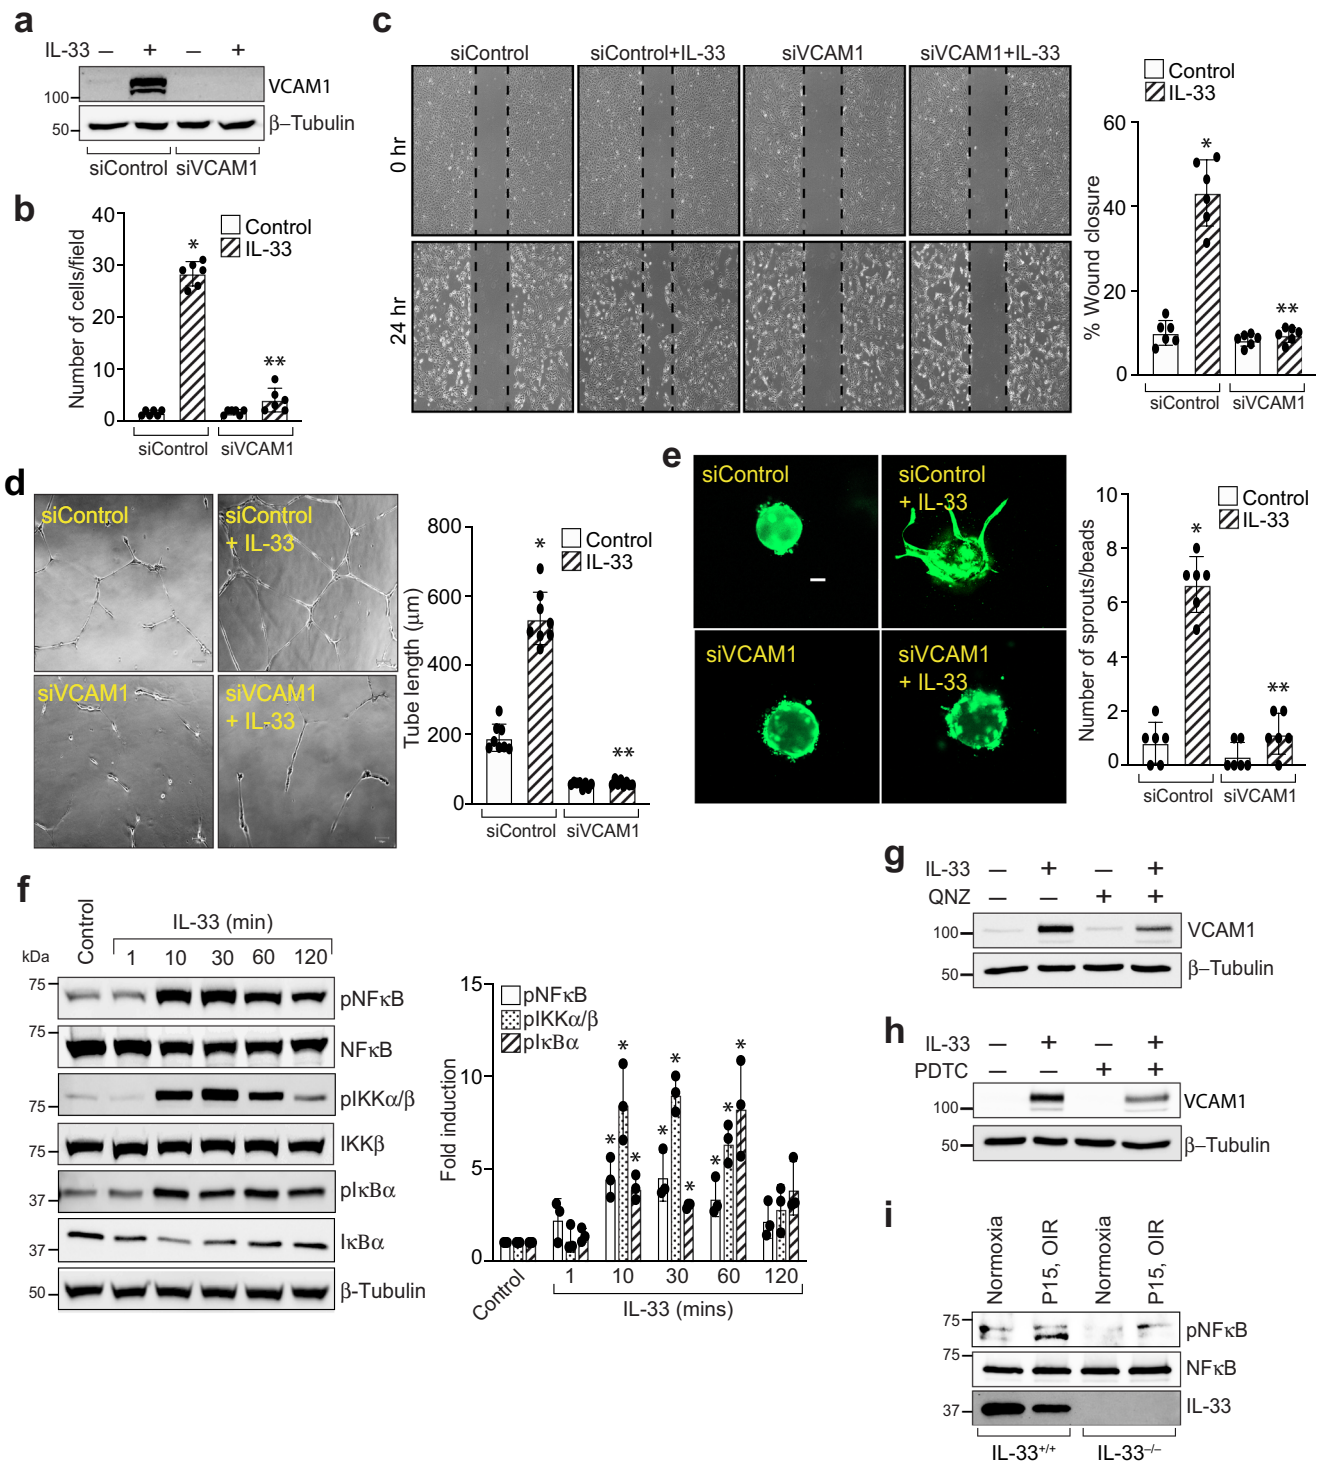 a
IL-33 – + – +
VCAM1
100
50
β–Tubulin
siControl siVCAM1
b
Number of cells/field
40
30
20
10
0
Control
IL-33
*
**
siControl siVCAM1
c
siControl siControl+IL-33 siVCAM1 siVCAM1+IL-33
0 hr
24 hr
Control
IL-33
% Wound closure
60
40
20
0
*
**
siControl siVCAM1
d
siControl
siControl
+ IL-33
siVCAM1
siVCAM1
+ IL-33
Tube length (μm)
800
600
400
200
0
Control
IL-33
*
**
siControl siVCAM1
e
siControl
siControl
+ IL-33
siVCAM1
siVCAM1
+ IL-33
Number of sprouts/beads
10
8
6
4
2
0
Control
IL-33
*
**
siControl siVCAM1
f
Control
IL-33 (min)
kDa
1 10 30 60 120
75 pNFκB
75 NFκB
75 pIKKα/β
75 IKKβ
37 pIκBα
37 IκBα
50 β-Tubulin
Fold induction
15
10
5
0
pNFκB
pIKKα/β
pIκBα
* * *
* * *
* * *
Control 1 10 30 60 120
IL-33 (mins)
g
IL-33 – + – +
QNZ – – + +
100 VCAM1
50 β–Tubulin
h
IL-33 – + – +
PDTC – – + +
100 VCAM1
50 β–Tubulin
i
Normoxia P15, OIR Normoxia P15, OIR
75 pNFκB
75
NFκB
37 IL-33
IL-33+/+ IL-33–/–